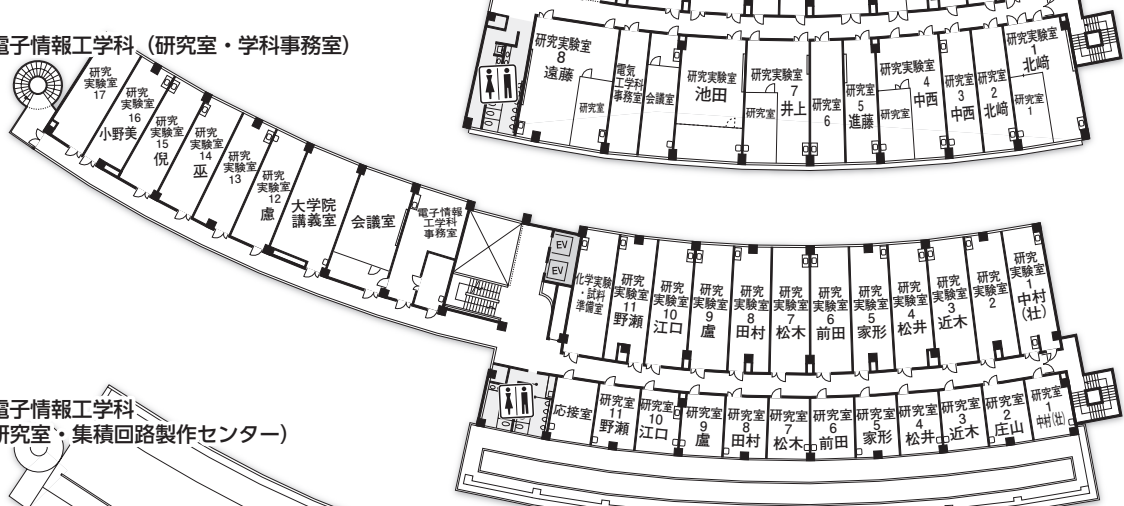 電子情報工学科（研究室・学科事務室）
研究
実験室
17
研究
実験室
16
小野美
研究
実験室
15
倪
研究
実験室
14
巫
研究
実験室
13
研究
実験室
12
慮
大学院
講義室
会議室
電子情報
工学科
事務室
研究実験室
8
遠藤
研究室
電気
工学科
事務室
会議室
研究実験室
池田
研究実験室
7
井上
研究室
研究室
6
研究室
5
進藤
研究実験室
4
中西
研究室
研究室
3
中西
研究室
2
北﨑
研究実験室
1
北﨑
研究室
1
EV
EV
化学実験
・試料
準備室
研究
実験室
11
野瀬
研究
実験室
10
江口
研究
実験室
9
盧
研究
実験室
8
田村
研究
実験室
7
松木
研究
実験室
6
前田
研究
実験室
5
家形
研究
実験室
4
松井
研究
実験室
3
近木
研究
実験室
2
研究
実験室
1
中村
（壮）
応接室
研究室
11
野瀬
研究室
10
江口
研究室
9
盧
研究室
8
田村
研究室
7
松木
研究室
6
前田
研究室
5
家形
研究室
4
松井
研究室
3
近木
研究室
2
庄山
研究室
1
中村（壮）
電子情報工学科
研究室・集積回路製作センター）